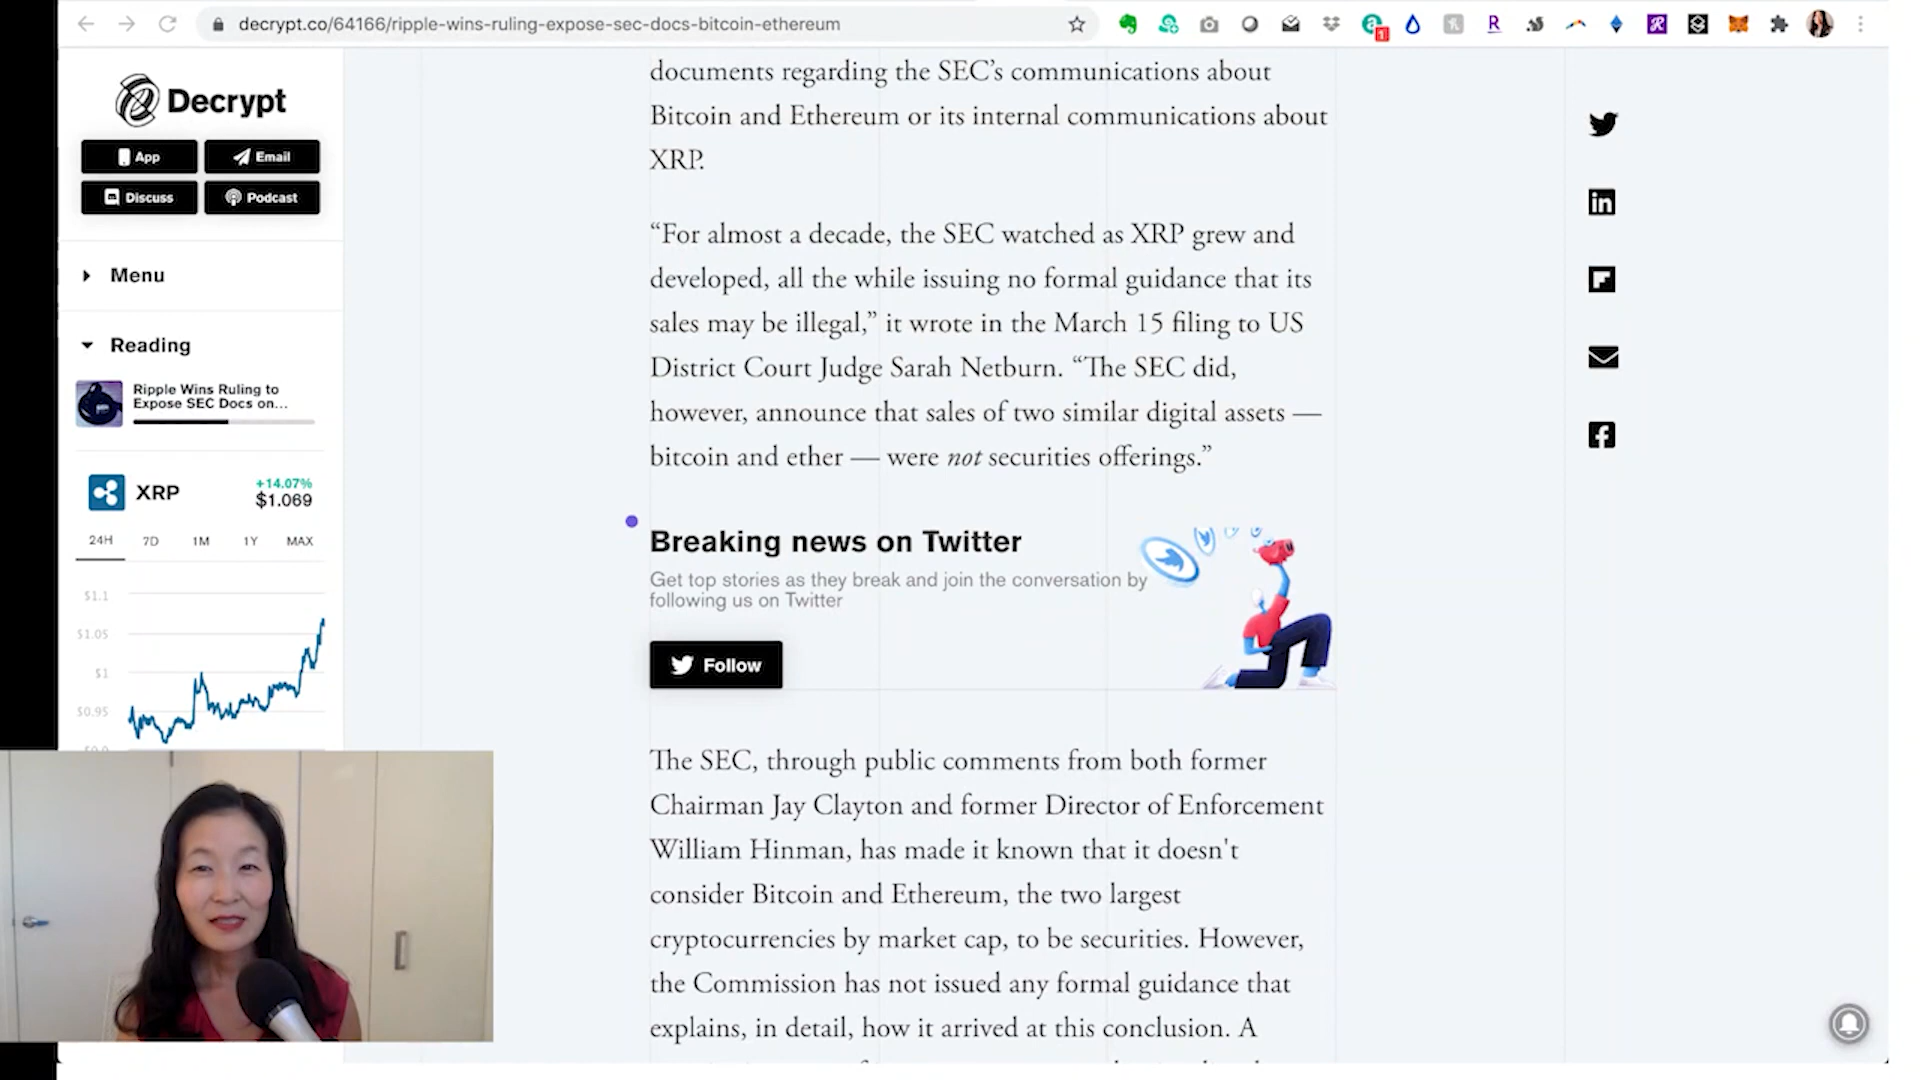 decrypt.co/64166/ripple-wins-ruling-expose-sec-docs-bitcoin-ethereum
1
Decrypt
App
Email
Discuss
Podcast
Menu
Reading
Ripple Wins Ruling to
Expose SEC Docs on...
XRP
+14.07%
$1.069
24H 7D 1M 1Y MAX
$1.1
$1.05
$1
$0.95
documents regarding the SEC’s communications about
Bitcoin and Ethereum or its internal communications about
XRP.
“For almost a decade, the SEC watched as XRP grew and
developed, all the while issuing no formal guidance that its
sales may be illegal,” it wrote in the March 15 filing to US
District Court Judge Sarah Netburn. “The SEC did,
however, announce that sales of two similar digital assets —
bitcoin and ether — were not securities offerings.”
Breaking news on Twitter
Get top stories as they break and join the conversation by
following us on Twitter
Follow
The SEC, through public comments from both former
Chairman Jay Clayton and former Director of Enforcement
William Hinman, has made it known that it doesn't
consider Bitcoin and Ethereum, the two largest
cryptocurrencies by market cap, to be securities. However,
the Commission has not issued any formal guidance that
explains, in detail, how it arrived at this conclusion. A